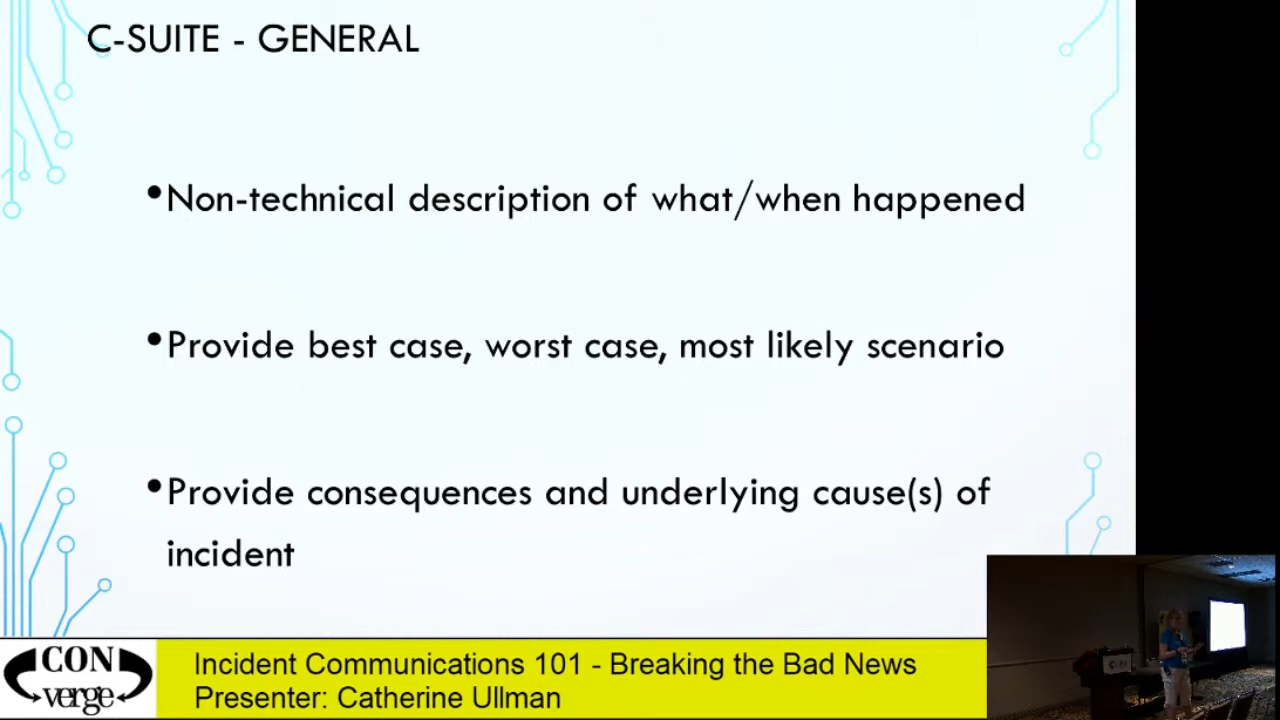 C-SUITE - GENERAL
•Non-technical description of what/when happened
•Provide best case, worst case, most likely scenario
•Provide consequences and underlying cause(s) of
incident
CON
verge
Incident Communications 101 - Breaking the Bad News
Presenter: Catherine Ullman